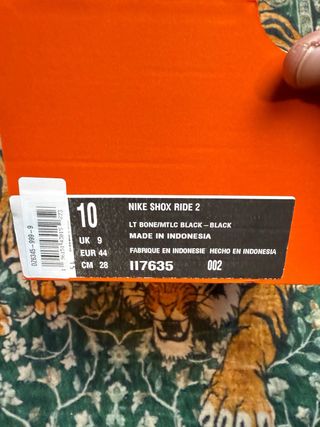 10
UK 9
EUR 44
CM 28
NIKE SHOX RIDE 2
LT BONE/MTLC BLACK – BLACK
MADE IN INDONESIA
FABRIQUE EN INDONESIE HECHO EN INDONESIA
II7635 002